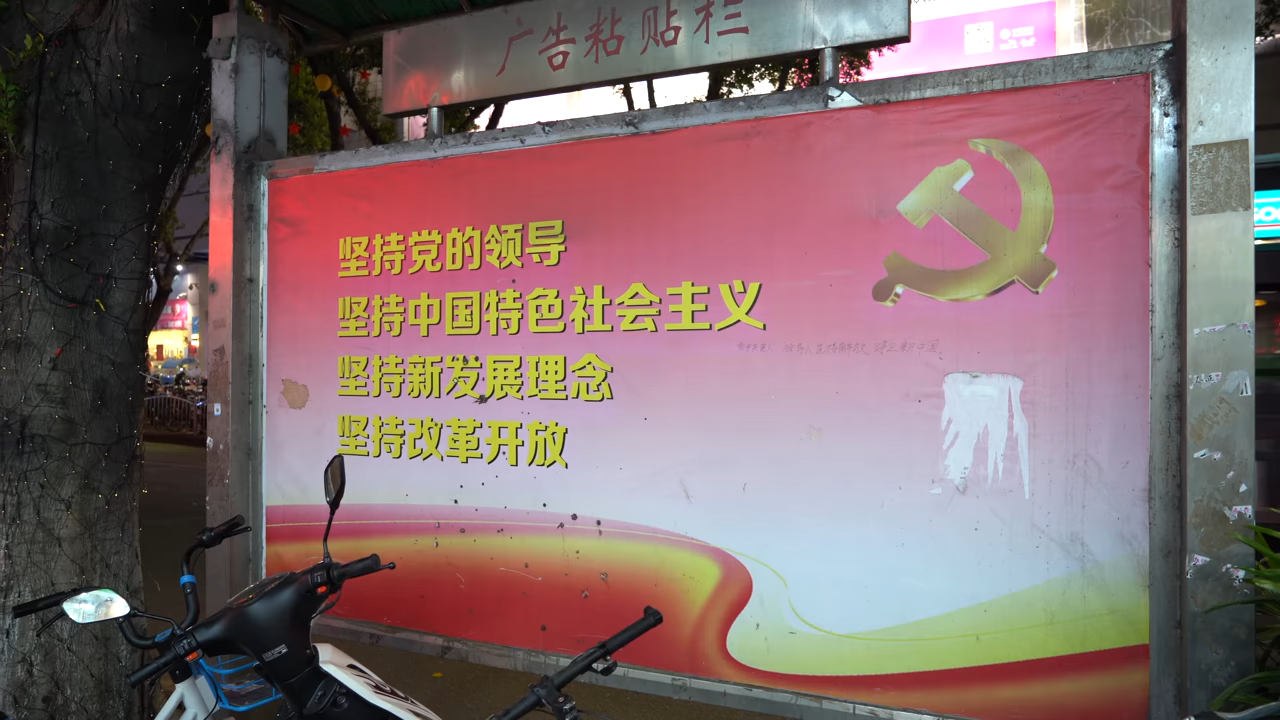 广告粘贴栏
坚持党的领导
坚持中国特色社会主义
坚持新发展理念
坚持改革开放